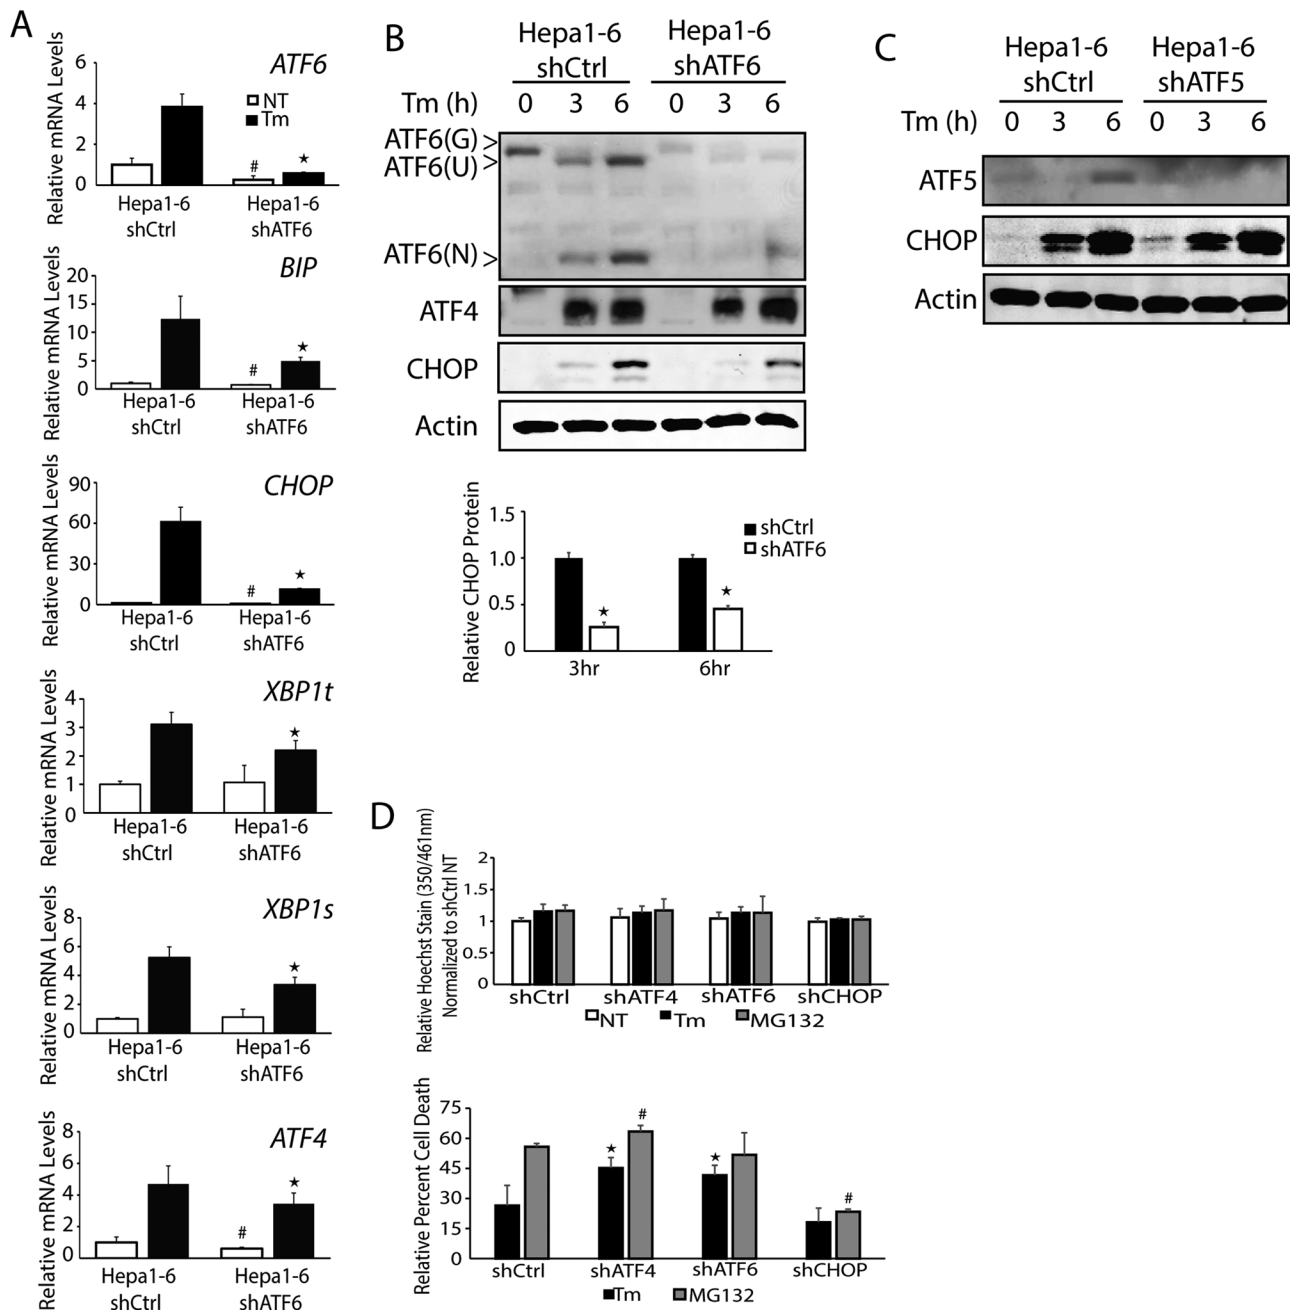 A
Relative mRNA Levels
ATF6
NT
Tm
6
4
2
0
#
★
Hepa1-6
shCtrl
Hepa1-6
shATF6
Relative mRNA Levels
BIP
20
15
10
5
0
#
★
Hepa1-6
shCtrl
Hepa1-6
shATF6
Relative mRNA Levels
CHOP
90
60
30
0
#
★
Hepa1-6
shCtrl
Hepa1-6
shATF6
Relative mRNA Levels
XBP1t
4
3
2
1
0
★
Hepa1-6
shCtrl
Hepa1-6
shATF6
Relative mRNA Levels
XBP1s
8
6
4
2
0
★
Hepa1-6
shCtrl
Hepa1-6
shATF6
Relative mRNA Levels
ATF4
8
6
4
2
0
#
★
Hepa1-6
shCtrl
Hepa1-6
shATF6
B
Hepa1-6
shCtrl
Hepa1-6
shATF6
Tm (h) 0 3 6 0 3 6
ATF6(G) >
ATF6(U) >
ATF6(N) >
ATF4
CHOP
Actin
Relative CHOP Protein
1.5
1.0
0.5
0
shCtrl
shATF6
★
★
3hr
6hr
C
Hepa1-6
shCtrl
Hepa1-6
shATF5
Tm (h) 0 3 6 0 3 6
ATF5
CHOP
Actin
D
Relative Hoechst Stain (350/461nm)
Normalized to shCtrl NT
2
1.5
1
0.5
0
shCtrl shATF4 shATF6 shCHOP
NT Tm MG132
Relative Percent Cell Death
75
60
45
30
15
0
★
#
★
#
shCtrl shATF4 shATF6 shCHOP
Tm MG132